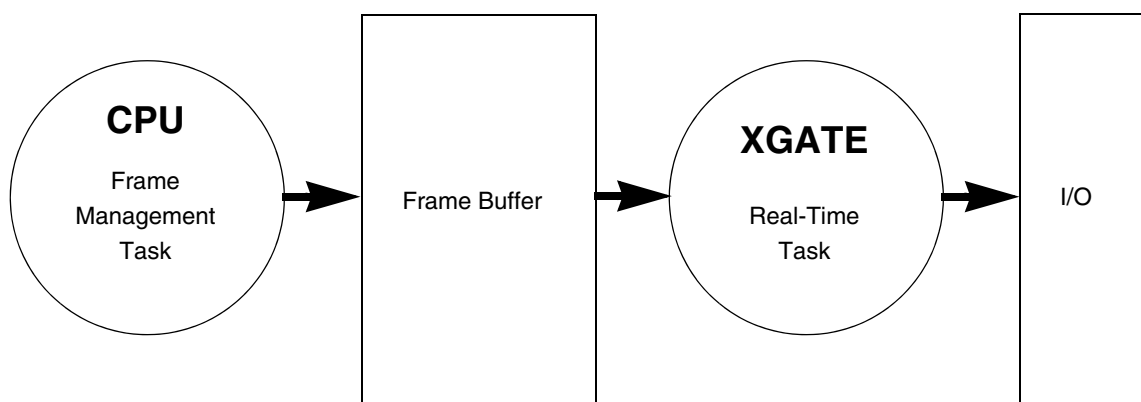 CPU
Frame
Management
Task
Frame Buffer
XGATE
Real-Time
Task
I/O